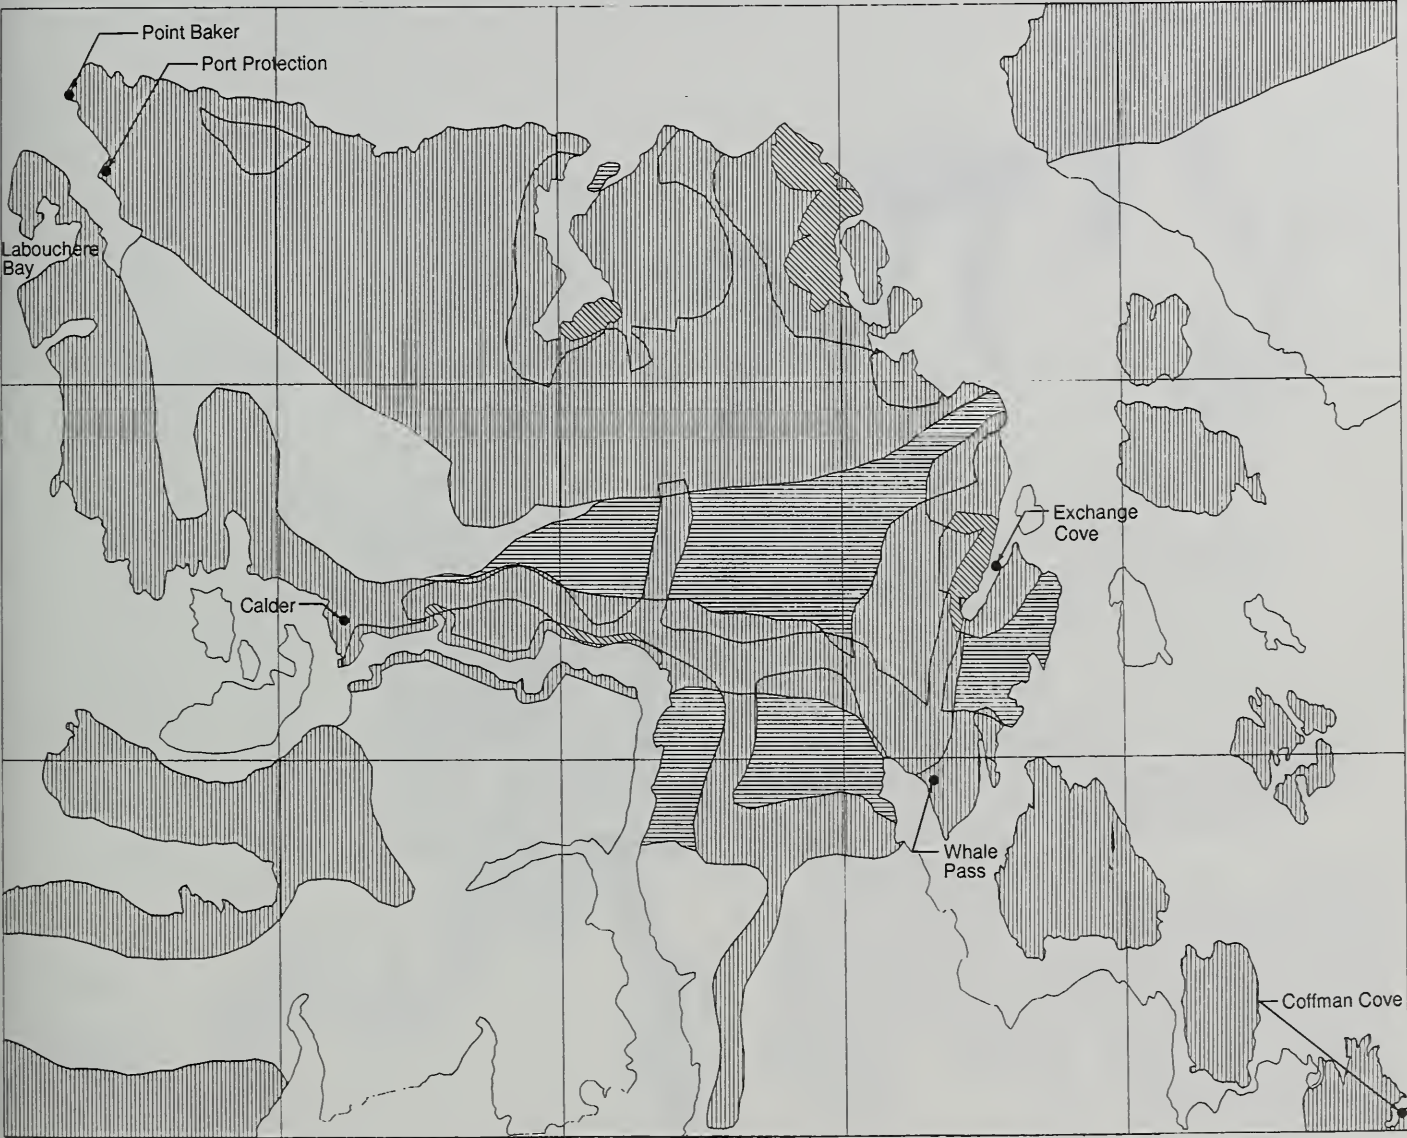 Point Baker
Port Protection
Labouchere
Bay
Exchange
Cove
Calder
Whale
Pass
Coffman Cove